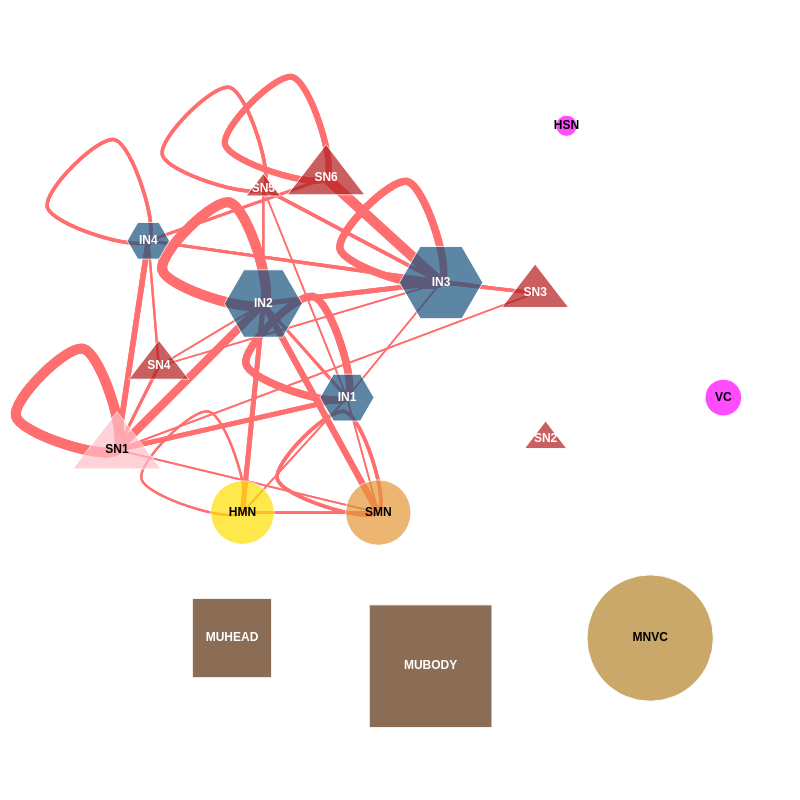 HSN
SN6
SN5
IN4
IN3
SN3
IN2
SN4
IN1
VC
SN2
SN1
HMN
SMN
MUHEAD
MNVC
MUBODY